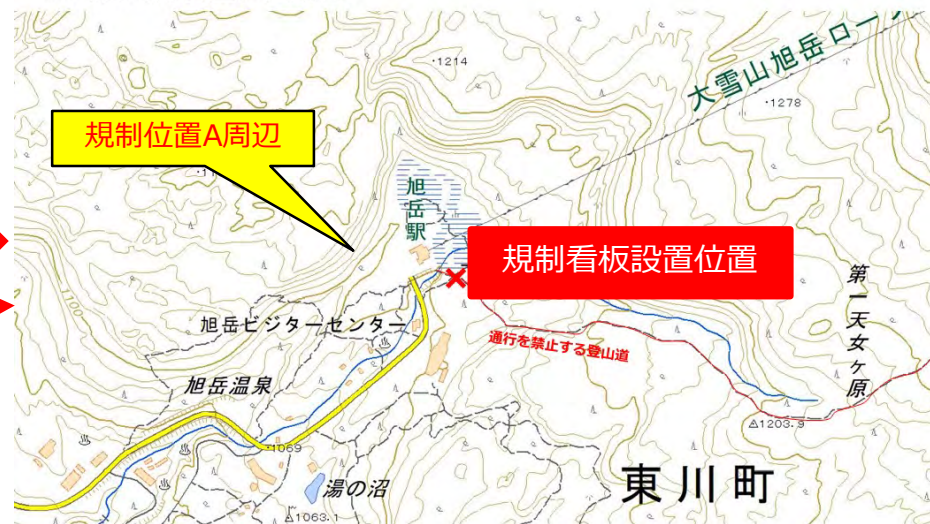 ・1214
大雪山旭岳ロープ
・1278
規制位置A周辺
旭岳駅
規制看板設置位置
1100
旭岳ビジターセンター
通行を禁止する登山道
第一天女ヶ原
旭岳温泉
△1203.9
・1069
東川町
湯の沼
△1063.1